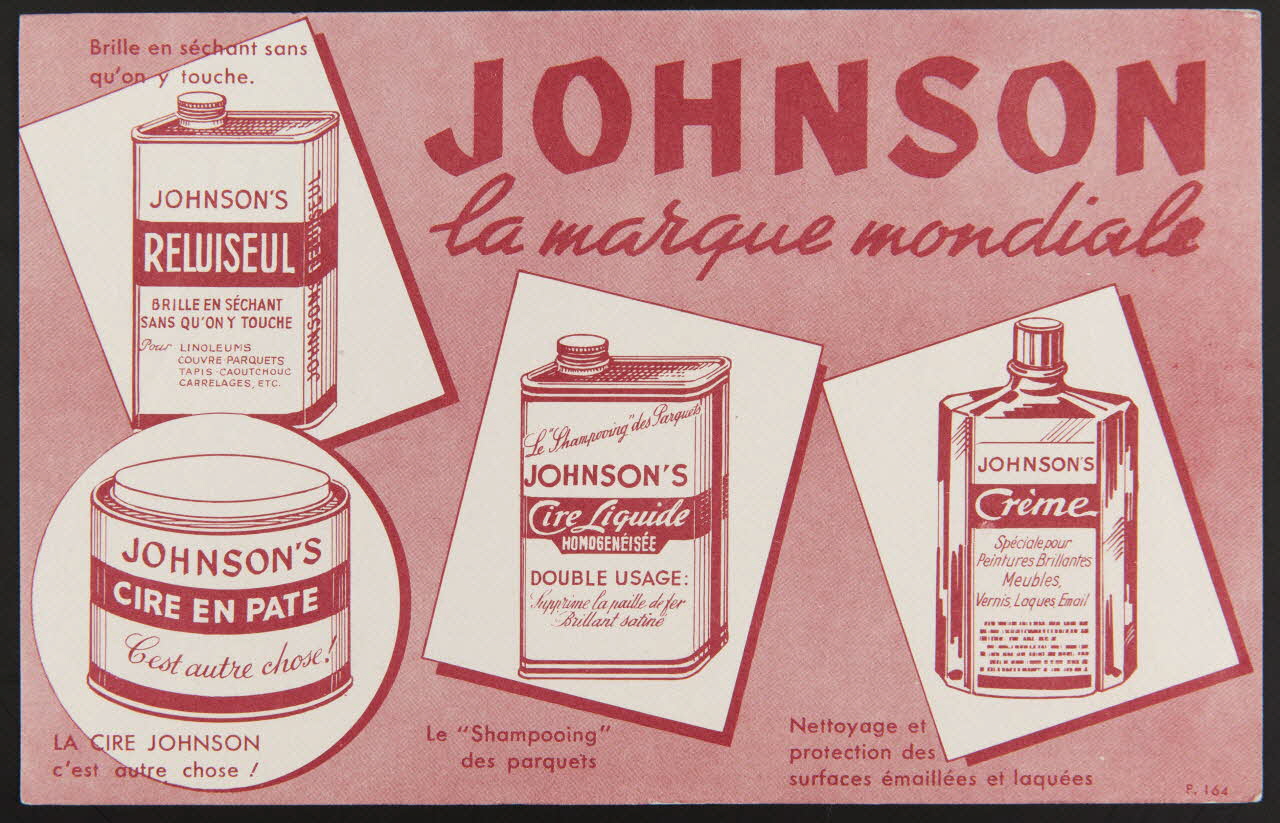 Brille en séchant sans
qu'on y touche.
JOHNSON
la marque mondiale
JOHNSON'S
RELUISEUL
BRILLE EN SÉCHANT
SANS QU'ON Y TOUCHE
Pour LINOLEUMS
COUVRE-PARQUETS
TAPIS-CAOUTCHOUC
CARRELAGES, ETC.
JOHNSON'S RELUISEUL
JOHNSON'S
CIRE EN PATE
C'est autre chose!
LA CIRE JOHNSON
c'est autre chose !
Le "Shampooing" des Parquets
JOHNSON'S
Cire Liquide
HOMOGENÉISÉE
DOUBLE USAGE:
Supprime la paille de fer
Brillant satiné
Le "Shampooing"
des parquets
JOHNSON'S
Crème
Spéciale pour
Peintures Brillantes
Meubles,
Vernis, Laques Email
Nettoyage et
protection des
surfaces émaillées et laquées
P. 164